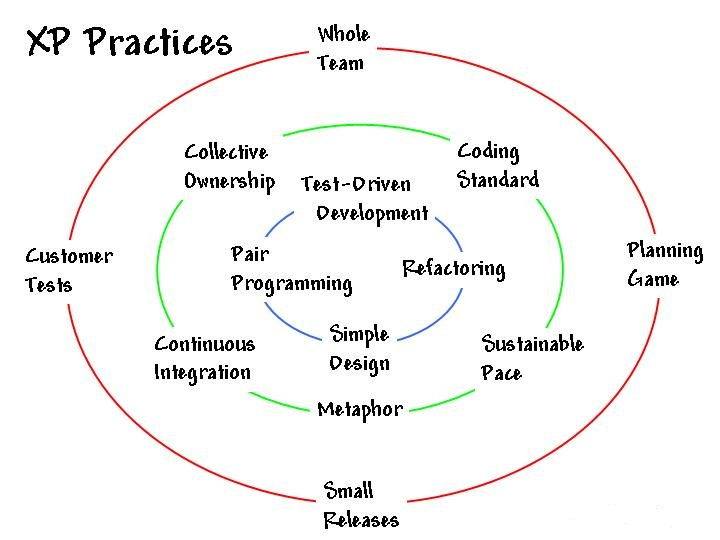 XP Practices
Whole
Team
Collective
Ownership
Coding
Standard
Test-Driven
Development
Customer
Tests
Pair
Programming
Refactoring
Planning
Game
Continuous
Integration
Simple
Design
Sustainable
Pace
Metaphor
Small
Releases